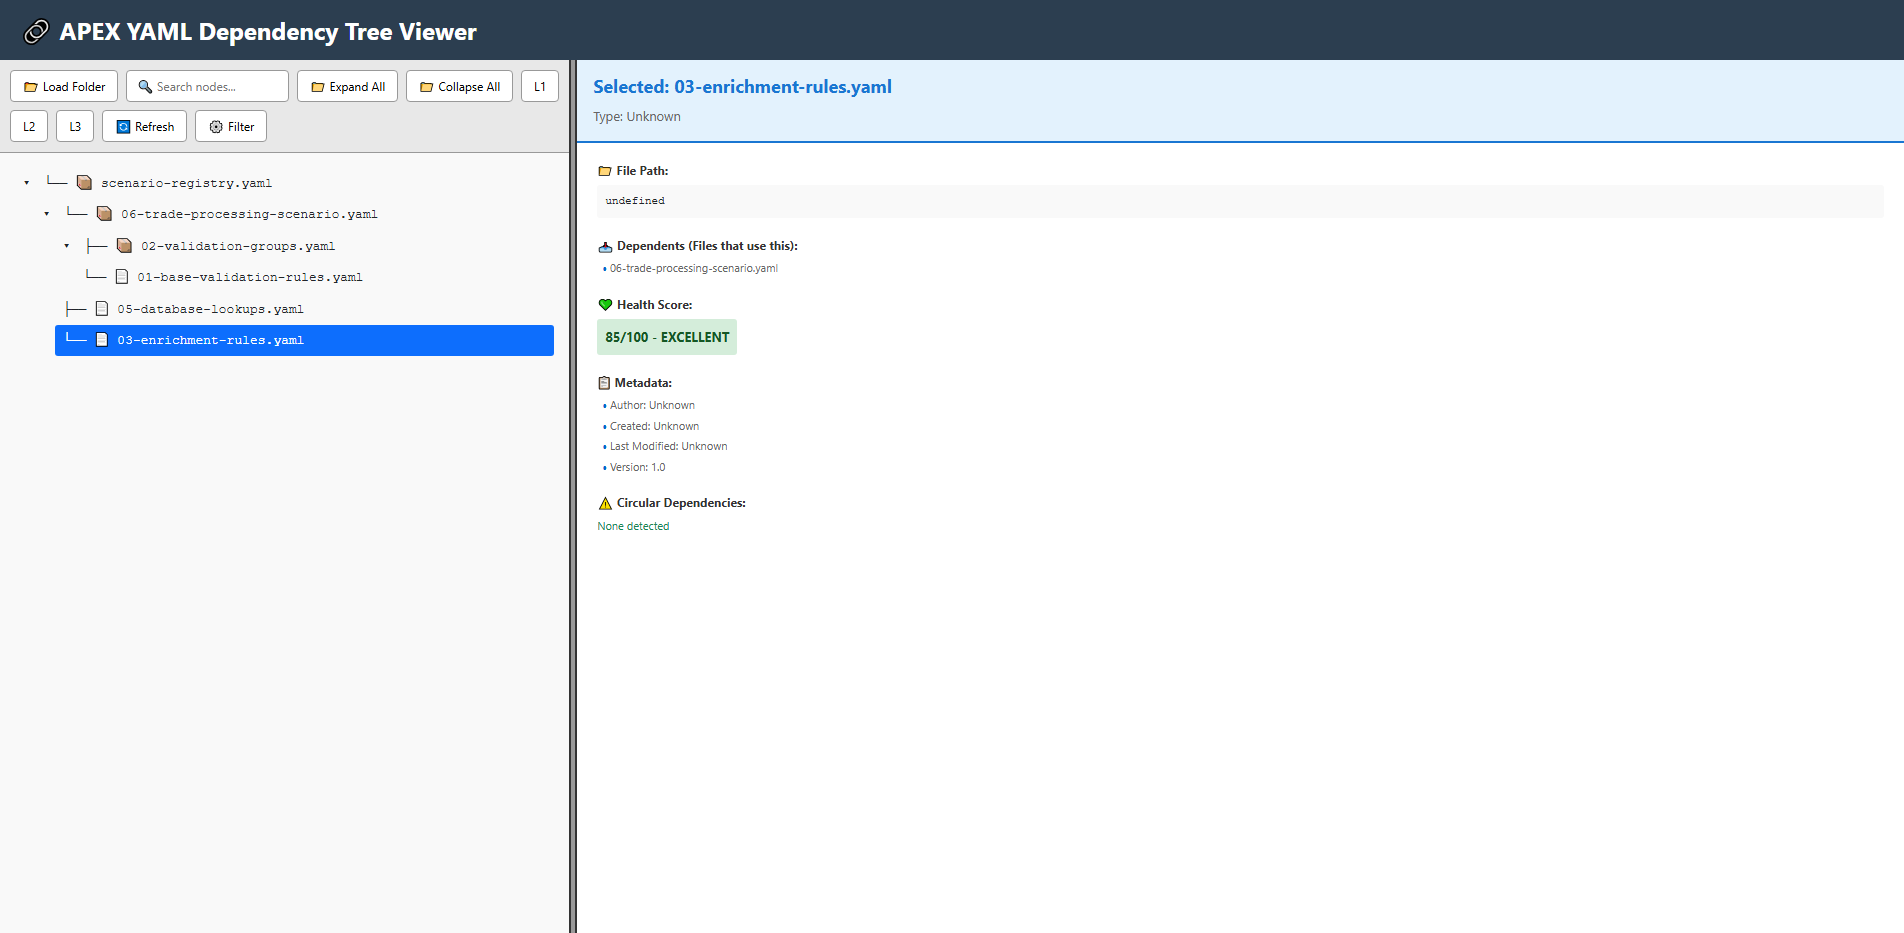 APEX YAML Dependency Tree Viewer
Load Folder
Search nodes...
Expand All
Collapse All
L1
L2
L3
Refresh
Filter
scenario-registry.yaml
06-trade-processing-scenario.yaml
02-validation-groups.yaml
01-base-validation-rules.yaml
05-database-lookups.yaml
03-enrichment-rules.yaml
Selected: 03-enrichment-rules.yaml
Type: Unknown
File Path:
undefined
Dependents (Files that use this):
• 06-trade-processing-scenario.yaml
Health Score:
85/100 - EXCELLENT
Metadata:
• Author: Unknown
• Created: Unknown
• Last Modified: Unknown
• Version: 1.0
Circular Dependencies:
None detected